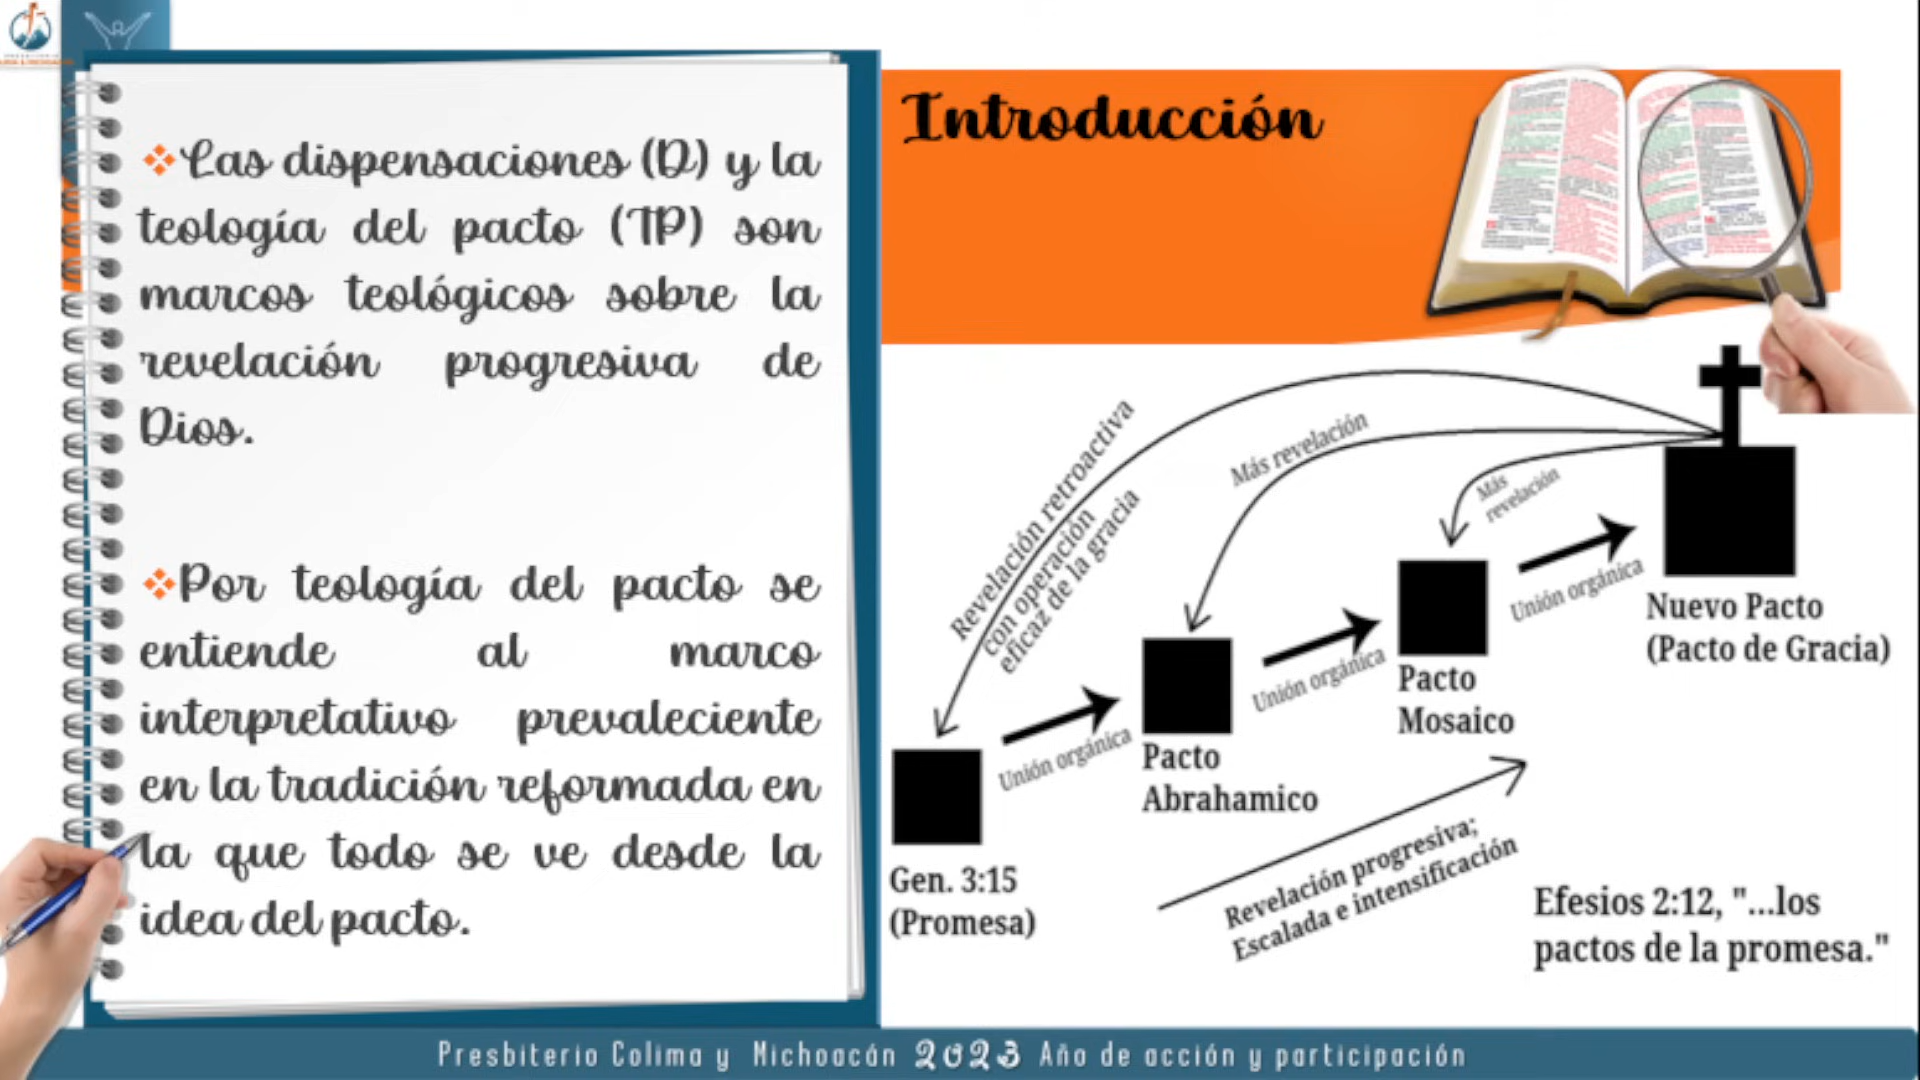 Las dispensaciones (D) y la
teología del pacto (TP) son
marcos teológicos sobre la
revelación progresiva de
Dios.
Por teología del pacto se
entiende al marco
interpretativo prevaleciente
en la tradición reformada en
la que todo se ve desde la
idea del pacto.
Introducción
Revelación retroactiva
con operación
eficaz de la gracia
Más revelación
Más
revelación
Unión orgánica
Unión orgánica
Unión orgánica
Nuevo Pacto
(Pacto de Gracia)
Pacto
Mosaico
Pacto
Abrahamico
Gen. 3:15
(Promesa)
Revelación progresiva;
Escalada e intensificación
Efesios 2:12, "...los
pactos de la promesa."
Presbiterio Colima y Michoacán 2023 Año de acción y participación